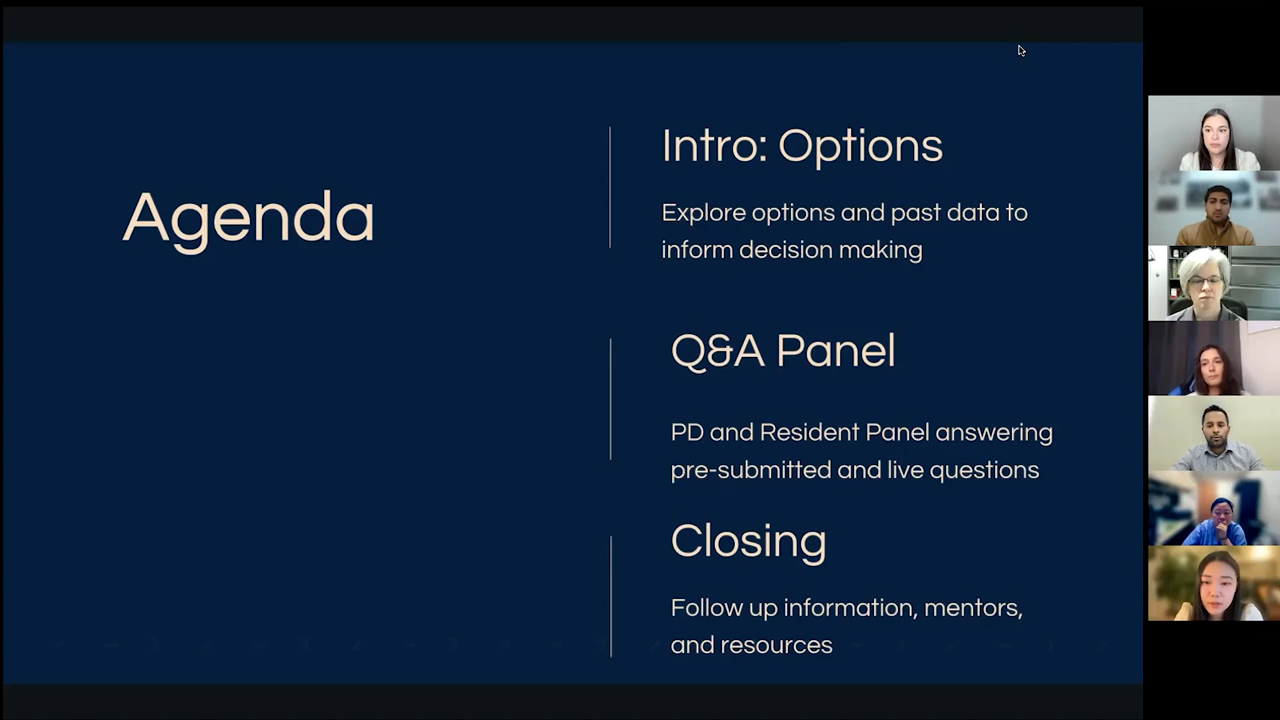 Agenda
Intro: Options
Explore options and past data to
inform decision making
Q&A Panel
PD and Resident Panel answering
pre-submitted and live questions
Closing
Follow up information, mentors,
and resources